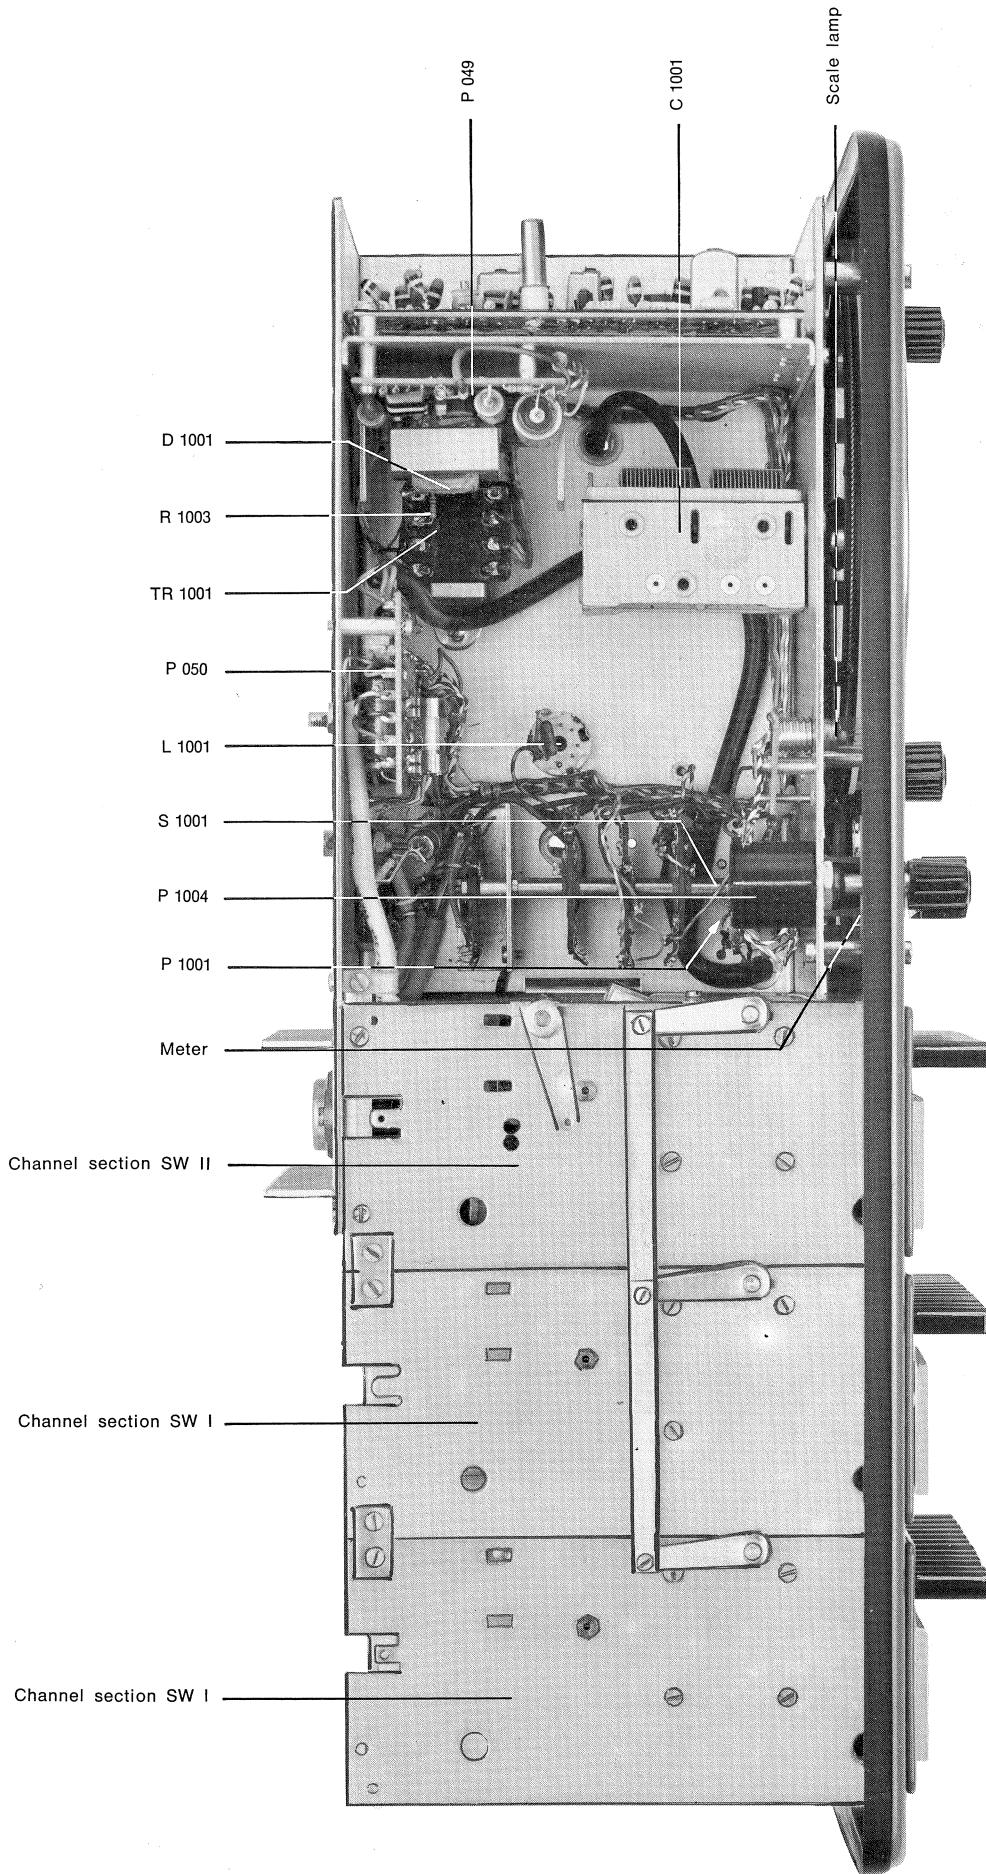 P 049
C 1001
Scale lamp
D 1001
R 1003
TR 1001
P 050
L 1001
S 1001
P 1004
P 1001
Meter
Channel section SW II
Channel section SW I
Channel section SW I